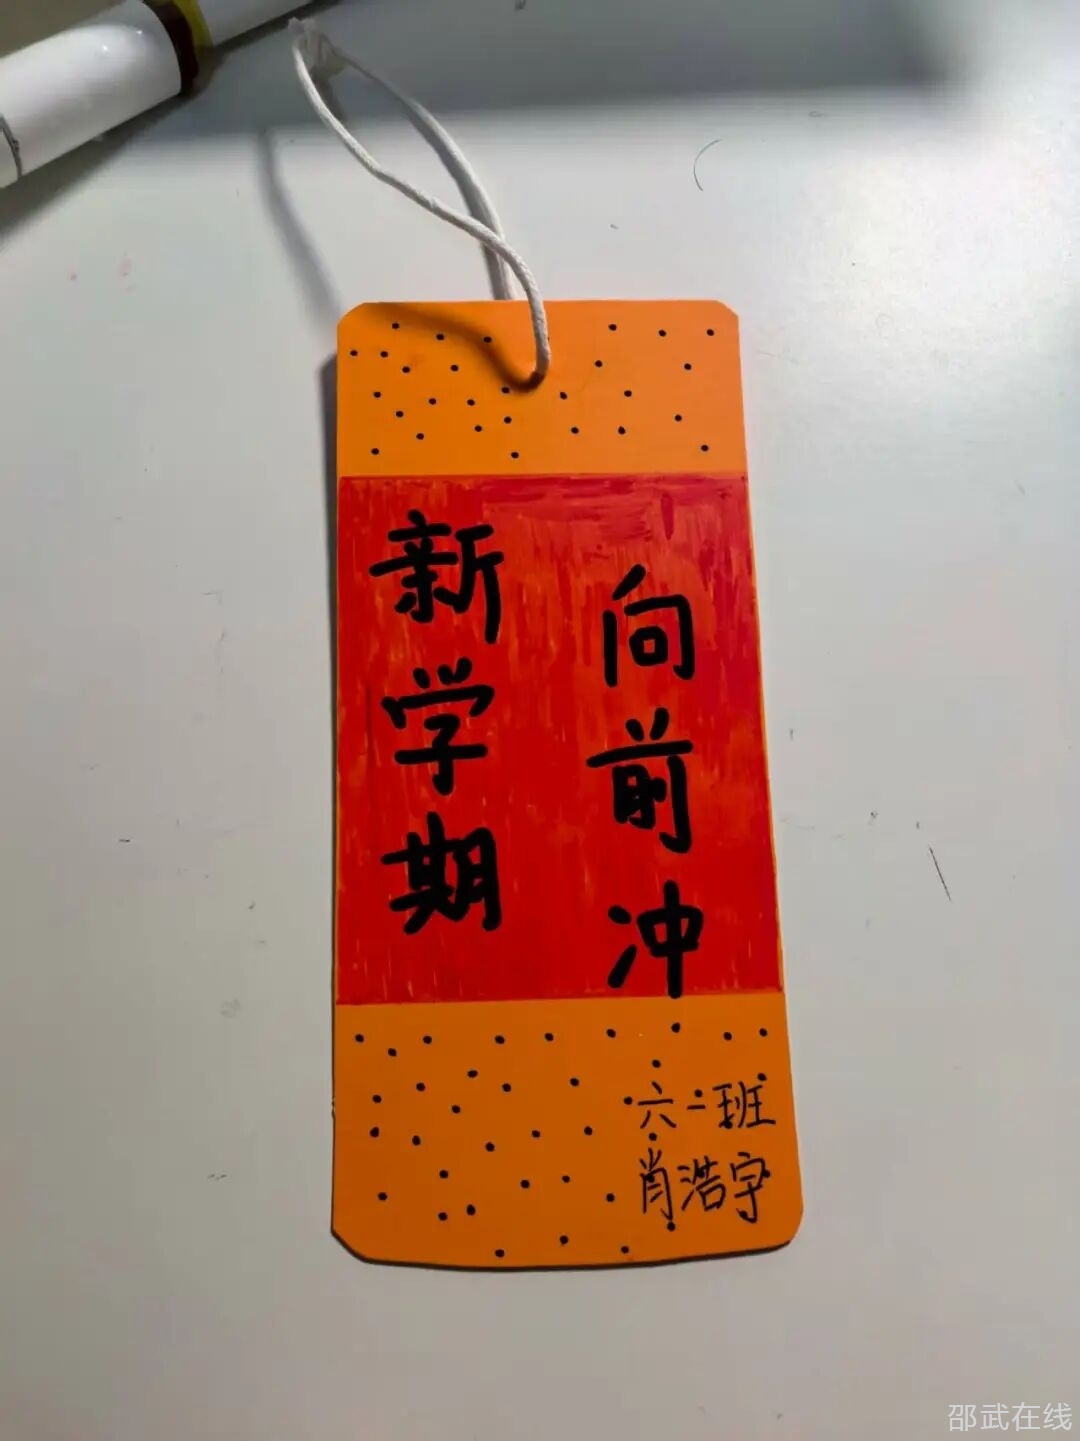 新学期
向前冲
六二班
肖浩宇
邵武在线